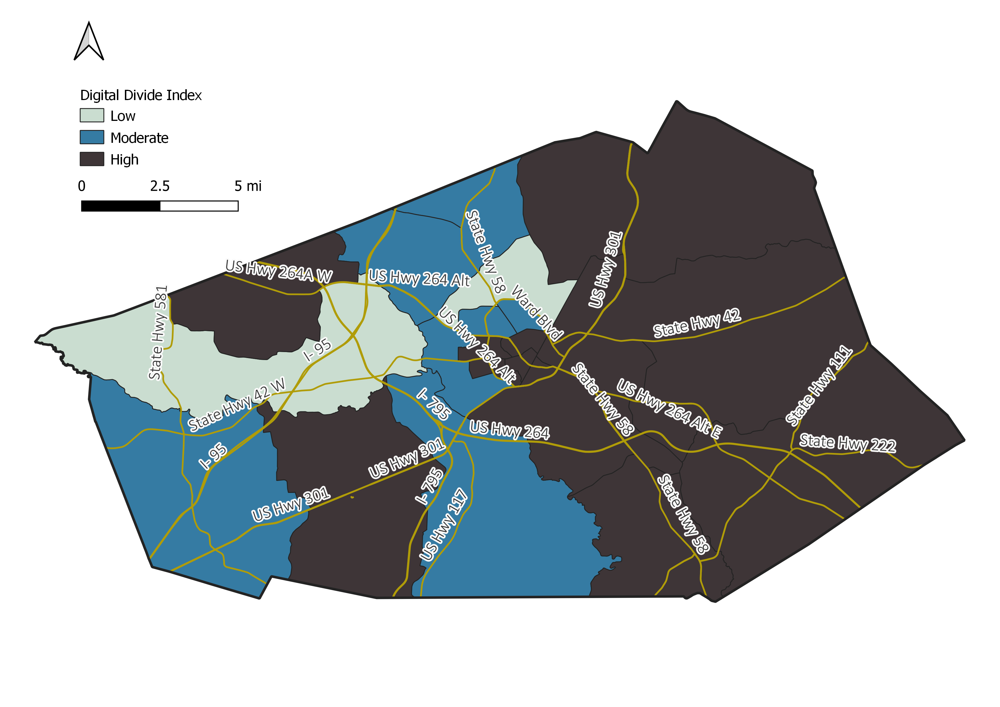 Digital Divide Index
Low
Moderate
High
0 2.5 5 mi
State Hwy 58
US Hwy 301
US Hwy 264A W
US Hwy 264 Alt
State Hwy 581
Ward Blvd
US Hwy 264 Alt
State Hwy 42
I- 95
State Hwy 111
State Hwy 42 W
I- 795
State Hwy 58
US Hwy 264 Alt E
US Hwy 264
State Hwy 222
I- 95
US Hwy 301
US Hwy 301
I- 795
US Hwy 117
State Hwy 58